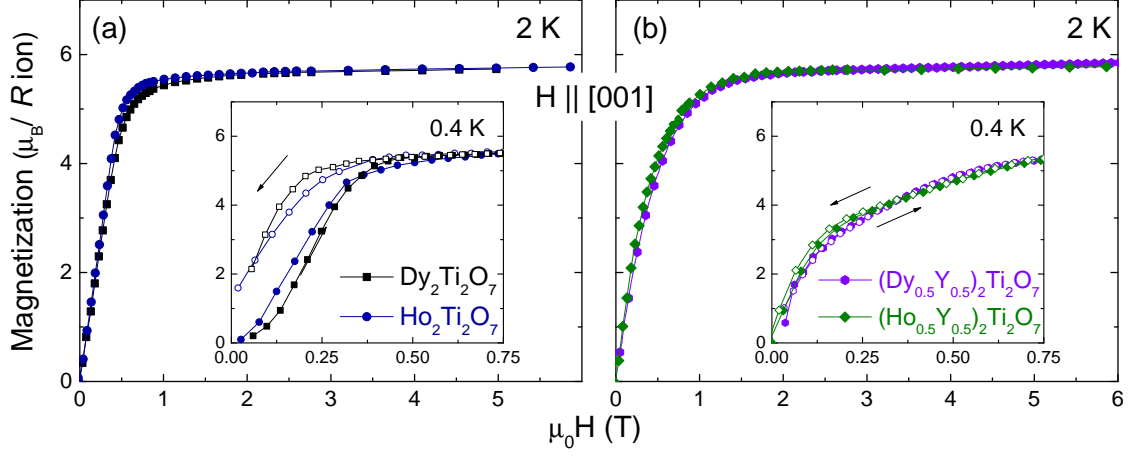 (a)
2 K
(b)
2 K
Magnetization (μ_B/ R ion)
H || [001]
0.4 K
Dy₂Ti₂O₇
Ho₂Ti₂O₇
0
2
4
6
0.00 0.25 0.50 0.75
0.4 K
(Dy₀.₅Y₀.₅)₂Ti₂O₇
(Ho₀.₅Y₀.₅)₂Ti₂O₇
0
2
4
6
0.00 0.25 0.50 0.75
0
2
4
6
0 1 2 3 4 5
0 1 2 3 4 5 6
μ₀H (T)